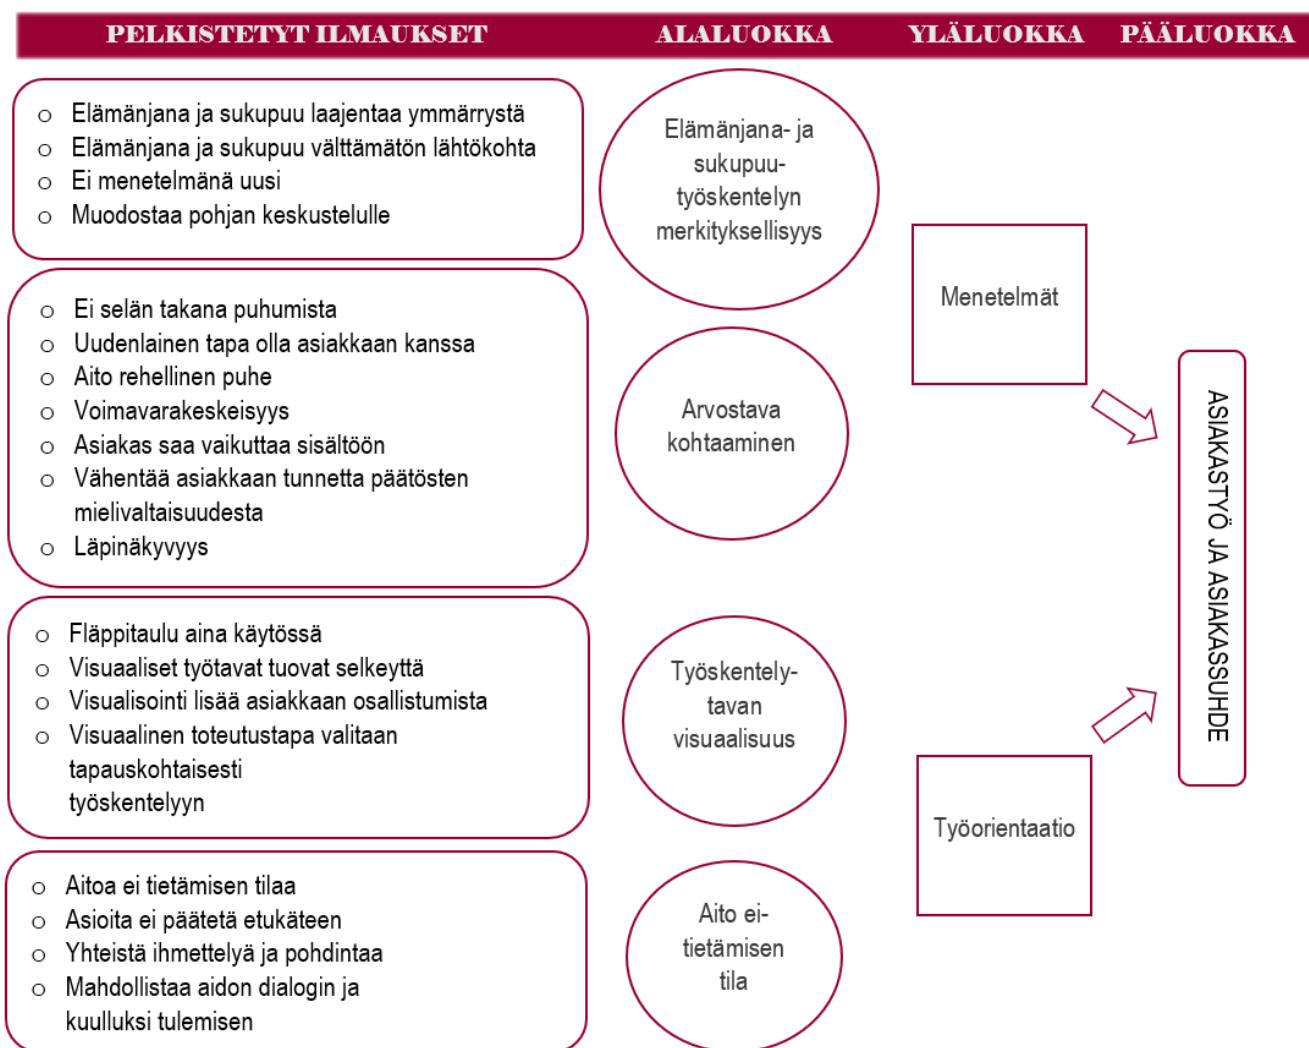 PELKISTETYT ILMAUKSET ALALUOKKA YLÄLUOKKA PÄÄLUOKKA
o Elämänjana ja sukupuu laajentaa ymmärrystä
o Elämänjana ja sukupuu välttämätön lähtökohta
o Ei menetelmänä uusi
o Muodostaa pohjan keskustelulle
Elämänjana- ja
sukupuu-
työskentelyn
merkityksellisyys
o Ei selän takana puhumista
o Uudenlainen tapa olla asiakkaan kanssa
o Aito rehellinen puhe
o Voimavarakeskeisyys
o Asiakas saa vaikuttaa sisältöön
o Vähentää asiakkaan tunnetta päätösten
mielivaltaisuudesta
o Läpinäkyvyys
Arvostava
kohtaaminen
Menetelmät
o Fläppitaulu aina käytössä
o Visuaaliset työtavat tuovat selkeyttä
o Visualisointi lisää asiakkaan osallistumista
o Visuaalinen toteutustapa valitaan
tapauskohtaisesti
työskentelyyn
Työskentely-
tavan
visuaalisuus
o Aitoa ei tietämisen tilaa
o Asioita ei päätetä etukäteen
o Yhteistä ihmettelyä ja pohdintaa
o Mahdollistaa aidon dialogin ja
kuulluksi tulemisen
Aito ei-
tietämisen
tila
Työorientaatio
ASIAKASTYÖ JA ASIAKASSUHDE